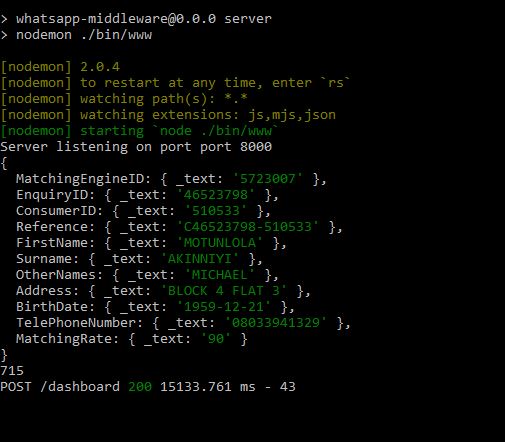 > whatsapp-middleware@0.0.0 server
> nodemon ./bin/www
[nodemon] 2.0.4
[nodemon] to restart at any time, enter `rs`
[nodemon] watching path(s): *.*
[nodemon] watching extensions: js,mjs,json
[nodemon] starting `node ./bin/www`
Server listening on port port 8000
{
  MatchingEngineID: { _text: '5723007' },
  EnquiryID: { _text: '46523798' },
  ConsumerID: { _text: '510533' },
  Reference: { _text: 'C46523798-510533' },
  FirstName: { _text: 'MOTUNLOLA' },
  Surname: { _text: 'AKINNIYI' },
  OtherNames: { _text: 'MICHAEL' },
  Address: { _text: 'BLOCK 4 FLAT 3' },
  BirthDate: { _text: '1959-12-21' },
  TelePhoneNumber: { _text: '08033941329' },
  MatchingRate: { _text: '90' }
}
715
POST /dashboard 200 15133.761 ms - 43